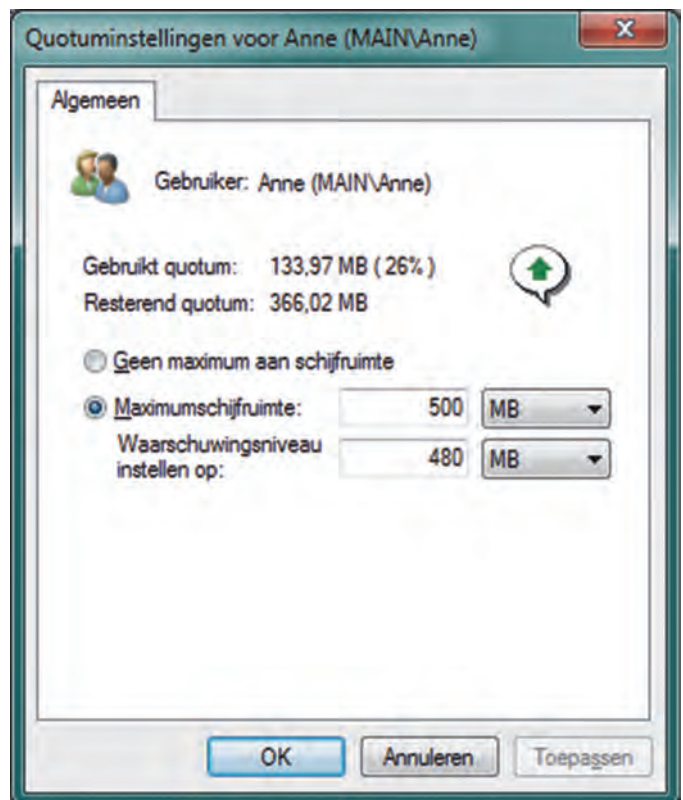 Quotuminstellingen voor Anne (MAIN\Anne)
Algemeen
Gebruiker: Anne (MAIN\Anne)
Gebruikt quotum: 133,97 MB ( 26% )
Resterend quotum: 366,02 MB
Geen maximum aan schijfruimte
Maximumschijfruimte: 500 MB
Waarschuwingsniveau
instellen op: 480 MB
OK Annuleren Toepassen